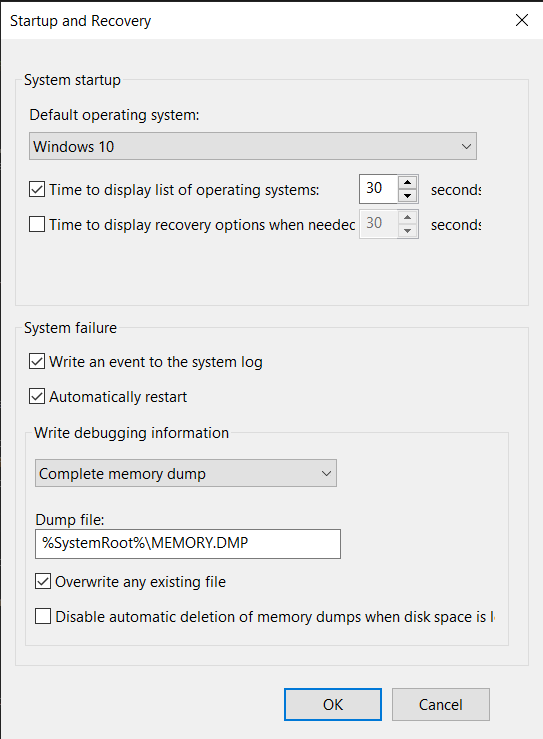 Startup and Recovery
System startup
Default operating system:
Windows 10
Time to display list of operating systems: 30 seconds
Time to display recovery options when needed 30 seconds
System failure
Write an event to the system log
Automatically restart
Write debugging information
Complete memory dump
Dump file:
%SystemRoot%\MEMORY.DMP
Overwrite any existing file
Disable automatic deletion of memory dumps when disk space is
OK Cancel